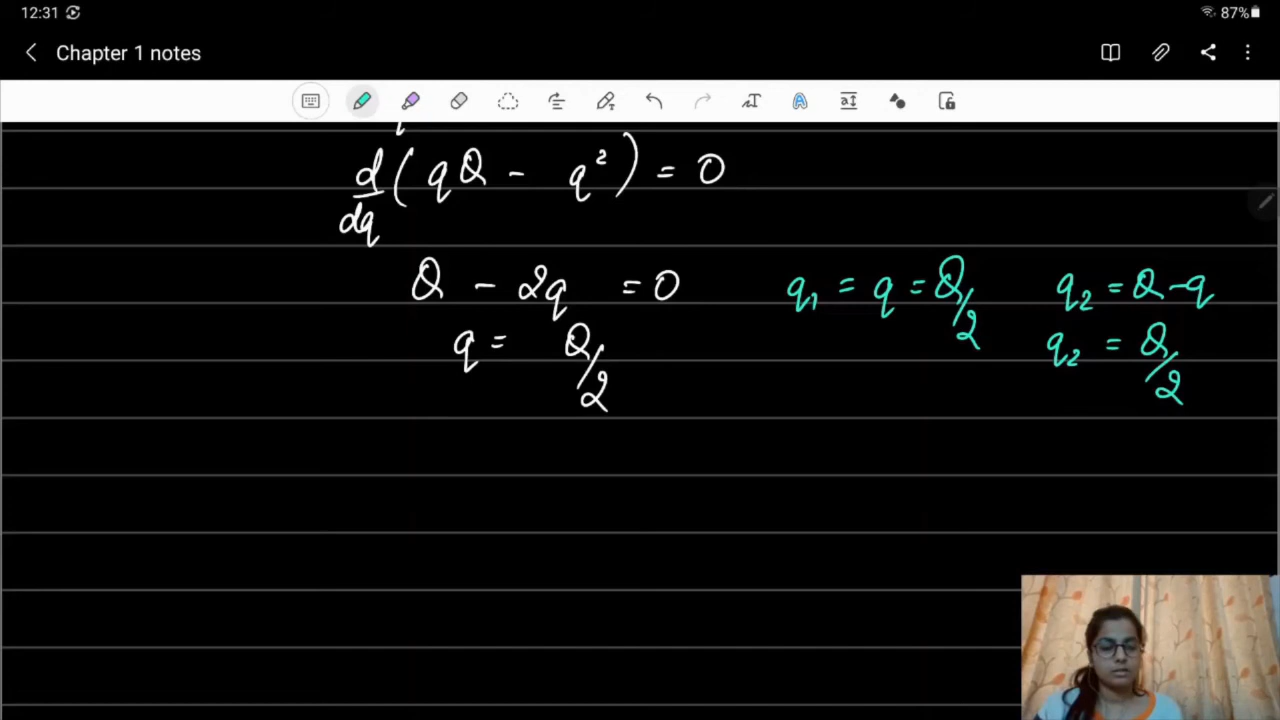 12:31 87%
Chapter 1 notes
d/dq ( qQ - q² ) = 0
Q - 2q = 0 q₁ = q = Q/2 q₂ = Q - q
q = Q/2 q₂ = Q/2